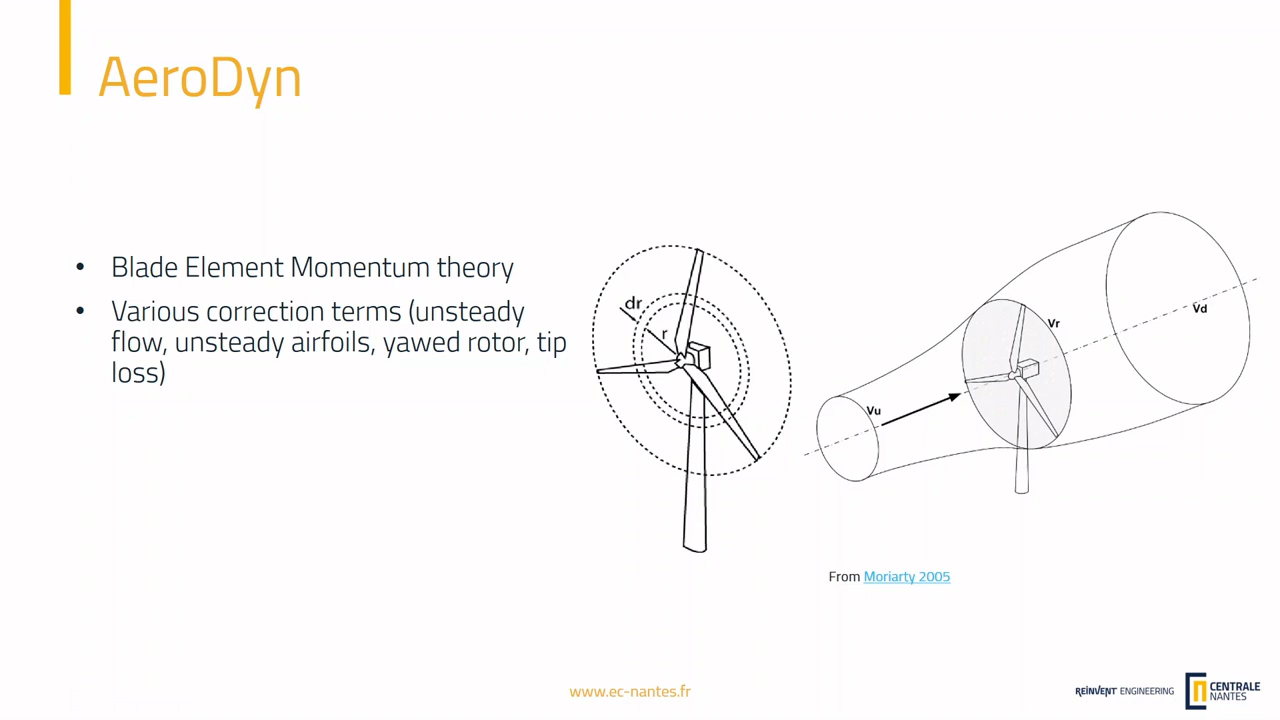 AeroDyn
• Blade Element Momentum theory
• Various correction terms (unsteady
flow, unsteady airfoils, yawed rotor, tip
loss)
dr
r
Vu
Vr
Vd
From Moriarty 2005
www.ec-nantes.fr
REINVENT ENGINEERING
CENTRALE
NANTES